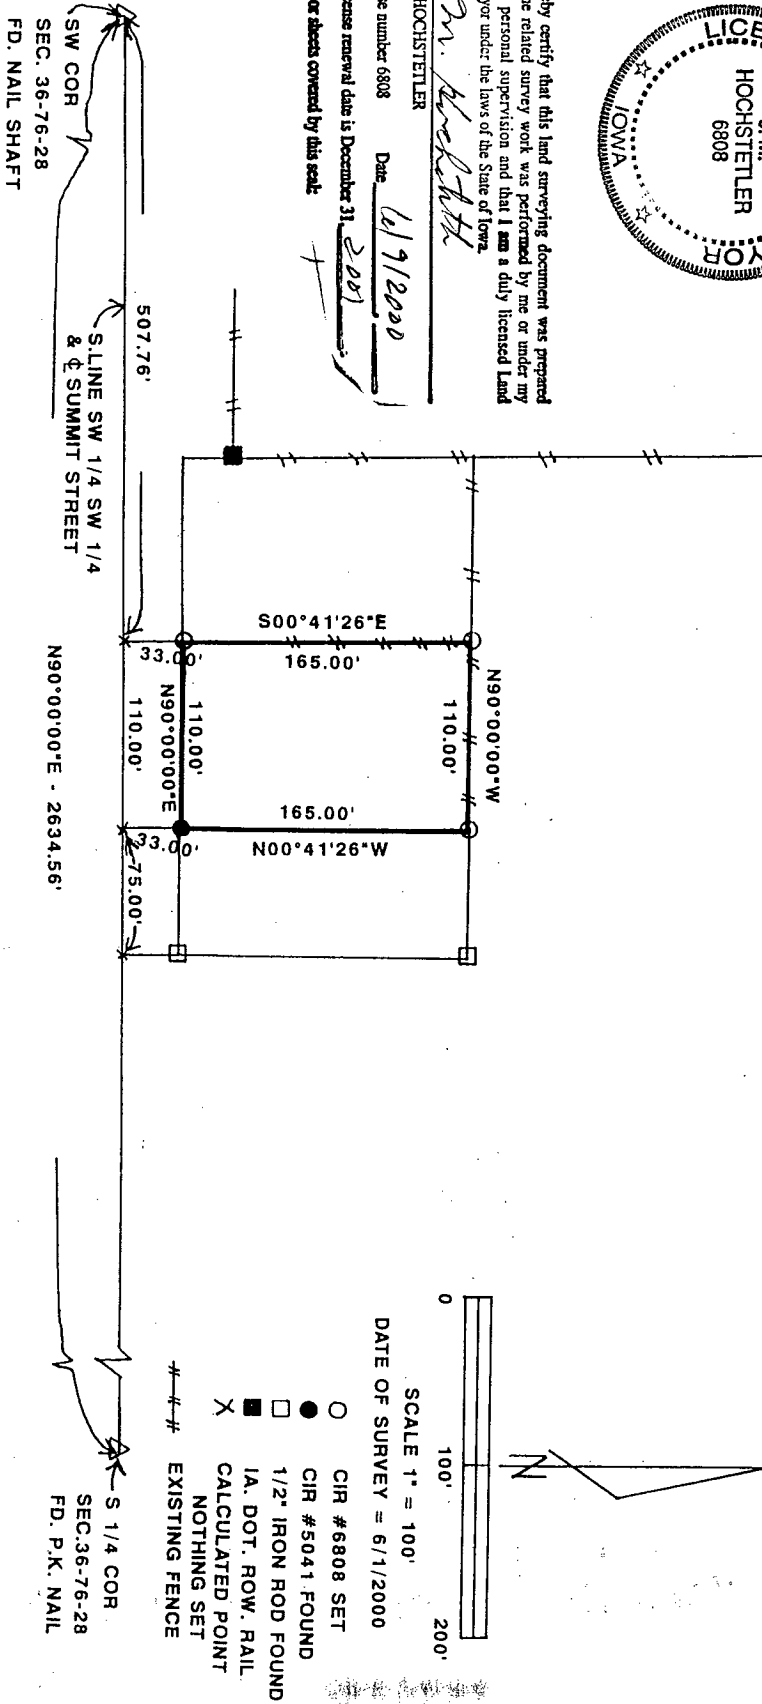 LICE
HOCHSTETLER
6808
IOWA
YOR
by certify that this land surveying document was prepared
e related survey work was performed by me or under my
personal supervision and that I am a duly licensed Land
yor under the laws of the State of Iowa.
M. Hochstetler
HOCHSTETLER
se number 6808 Date 6/9/2000
ense renewal date is December 31, 2001
or sheets covered by this seal:
N
0 100' 200'
SCALE 1" = 100'
DATE OF SURVEY = 6/1/2000
CIR #6808 SET
CIR #5041 FOUND
1/2" IRON ROD FOUND
IA. DOT. ROW. RAIL
CALCULATED POINT
NOTHING SET
EXISTING FENCE
N90°00'00"W
110.00'
S00°41'26"E
165.00'
165.00'
N00°41'26"W
110.00'
N90°00'00"E
33.00'
33.00'
507.76'
110.00'
75.00'
S.LINE SW 1/4 SW 1/4
& ℄ SUMMIT STREET
N90°00'00"E - 2634.56'
SW COR
SEC. 36-76-28
FD. NAIL SHAFT
S 1/4 COR
SEC.36-76-28
FD. P.K. NAIL